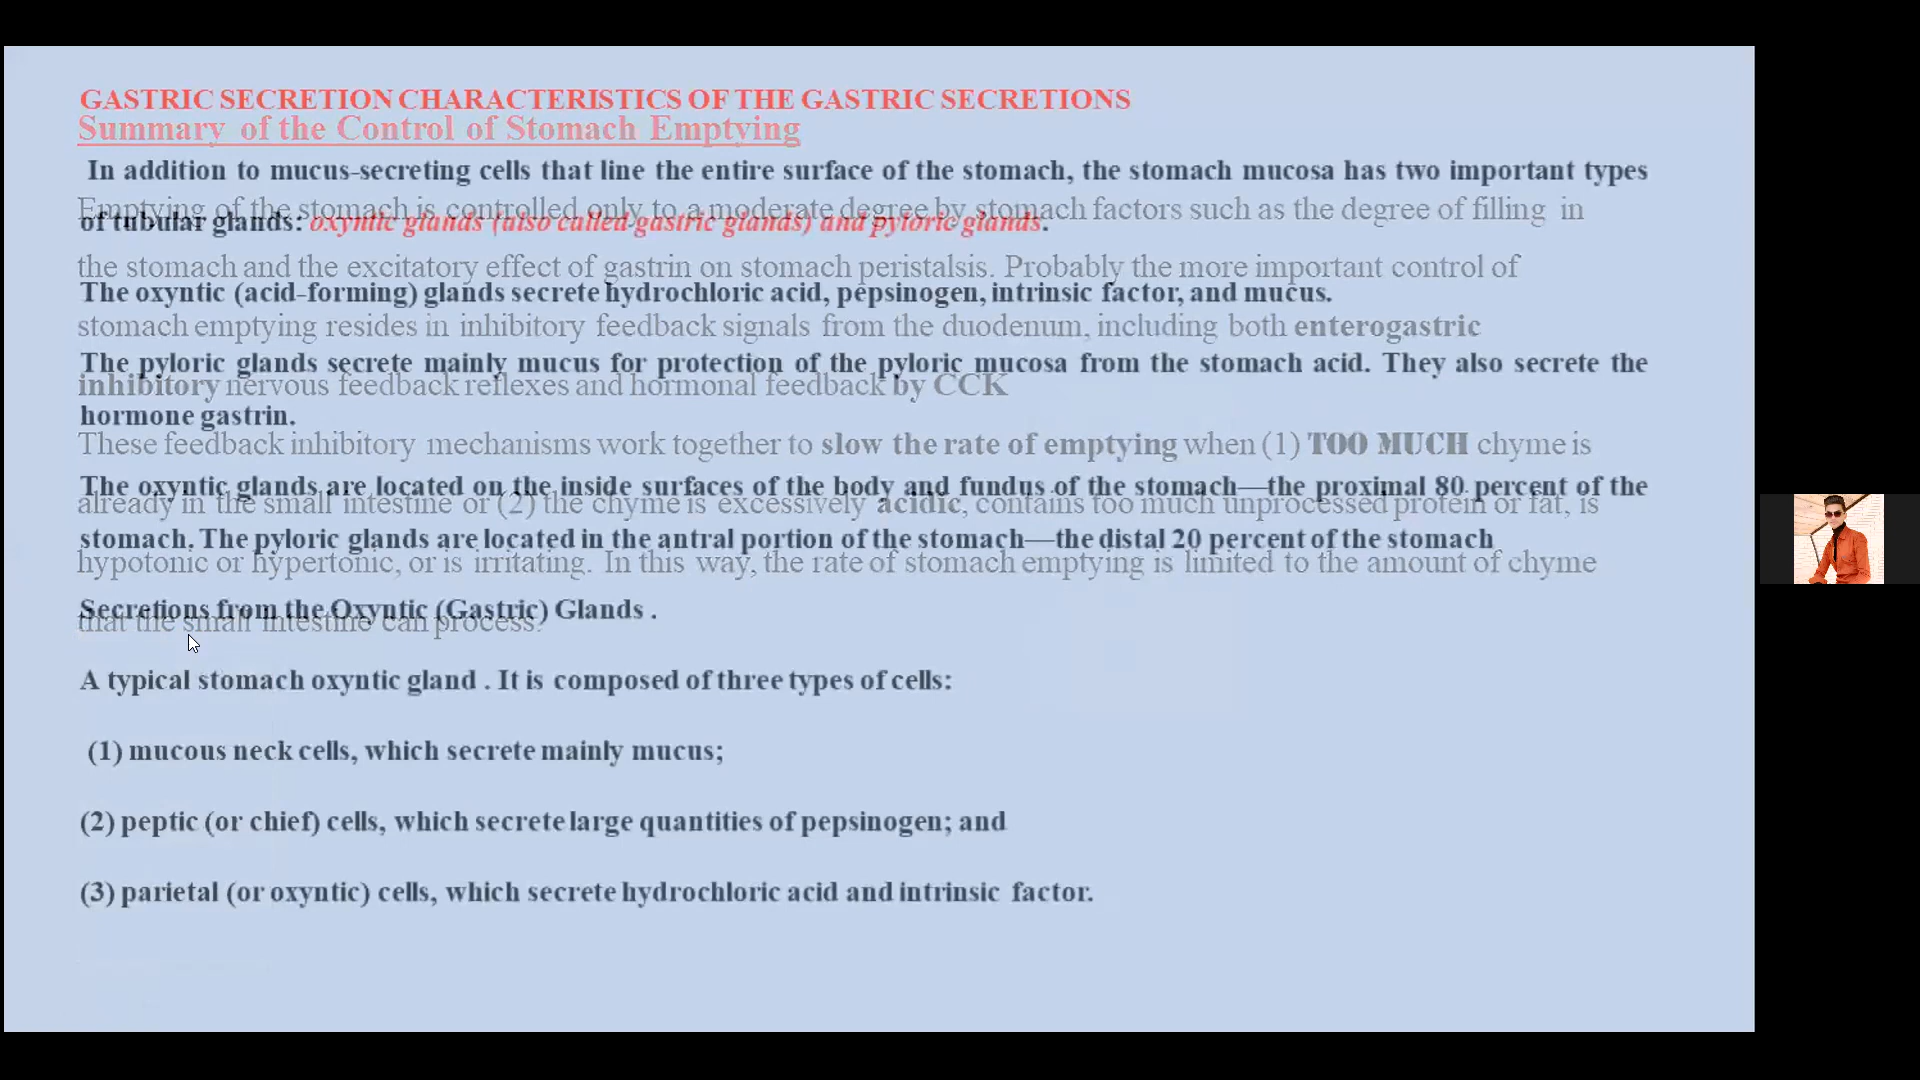 GASTRIC SECRETION CHARACTERISTICS OF THE GASTRIC SECRETIONS
Summary of the Control of Stomach Emptying
In addition to mucus-secreting cells that line the entire surface of the stomach, the stomach mucosa has two important types
Emptying of the stomach is controlled only to a moderate degree by stomach factors such as the degree of filling in
of tubular glands: oxyntic glands (also called gastric glands) and pyloric glands.
the stomach and the excitatory effect of gastrin on stomach peristalsis. Probably the more important control of
The oxyntic (acid-forming) glands secrete hydrochloric acid, pepsinogen, intrinsic factor, and mucus.
stomach emptying resides in inhibitory feedback signals from the duodenum, including both enterogastric
The pyloric glands secrete mainly mucus for protection of the pyloric mucosa from the stomach acid. They also secrete the
inhibitory nervous feedback reflexes and hormonal feedback by CCK
hormone gastrin.
These feedback inhibitory mechanisms work together to slow the rate of emptying when (1) TOO MUCH chyme is
The oxyntic glands are located on the inside surfaces of the body and fundus of the stomach—the proximal 80 percent of the
already in the small intestine or (2) the chyme is excessively acidic, contains too much unprocessed protein or fat, is
stomach. The pyloric glands are located in the antral portion of the stomach—the distal 20 percent of the stomach
hypotonic or hypertonic, or is irritating. In this way, the rate of stomach emptying is limited to the amount of chyme
Secretions from the Oxyntic (Gastric) Glands .
that the small intestine can process.
A typical stomach oxyntic gland . It is composed of three types of cells:
(1) mucous neck cells, which secrete mainly mucus;
(2) peptic (or chief) cells, which secrete large quantities of pepsinogen; and
(3) parietal (or oxyntic) cells, which secrete hydrochloric acid and intrinsic factor.